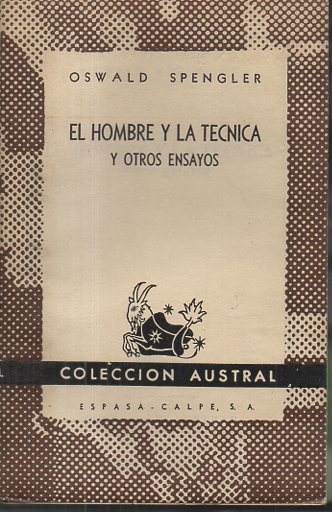 OSWALD SPENGLER
EL HOMBRE Y LA TECNICA
Y OTROS ENSAYOS
COLECCION AUSTRAL
ESPASA - CALPE, S. A.